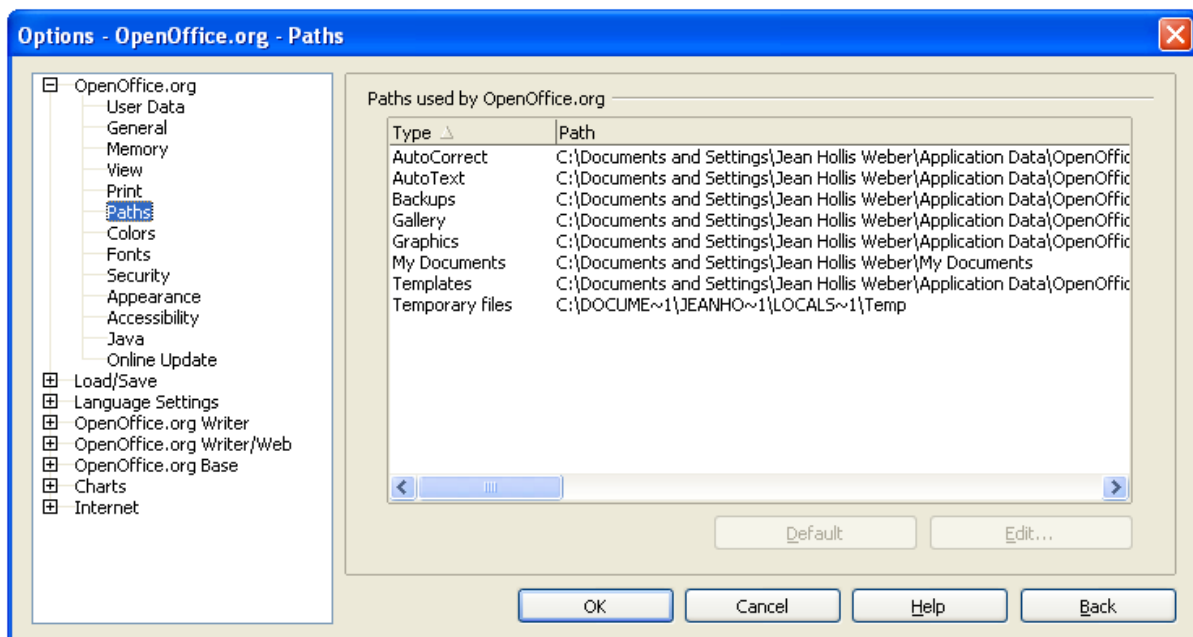 Options - OpenOffice.org - Paths
OpenOffice.org
User Data
General
Memory
View
Print
Paths
Colors
Fonts
Security
Appearance
Accessibility
Java
Online Update
Load/Save
Language Settings
OpenOffice.org Writer
OpenOffice.org Writer/Web
OpenOffice.org Base
Charts
Internet
Paths used by OpenOffice.org
Type Path
AutoCorrect C:\Documents and Settings\Jean Hollis Weber\Application Data\OpenOffic
AutoText C:\Documents and Settings\Jean Hollis Weber\Application Data\OpenOffic
Backups C:\Documents and Settings\Jean Hollis Weber\Application Data\OpenOffic
Gallery C:\Documents and Settings\Jean Hollis Weber\Application Data\OpenOffic
Graphics C:\Documents and Settings\Jean Hollis Weber\Application Data\OpenOffic
My Documents C:\Documents and Settings\Jean Hollis Weber\My Documents
Templates C:\Documents and Settings\Jean Hollis Weber\Application Data\OpenOffic
Temporary files C:\DOCUME~1\JEANHO~1\LOCALS~1\Temp
Default Edit...
OK Cancel Help Back